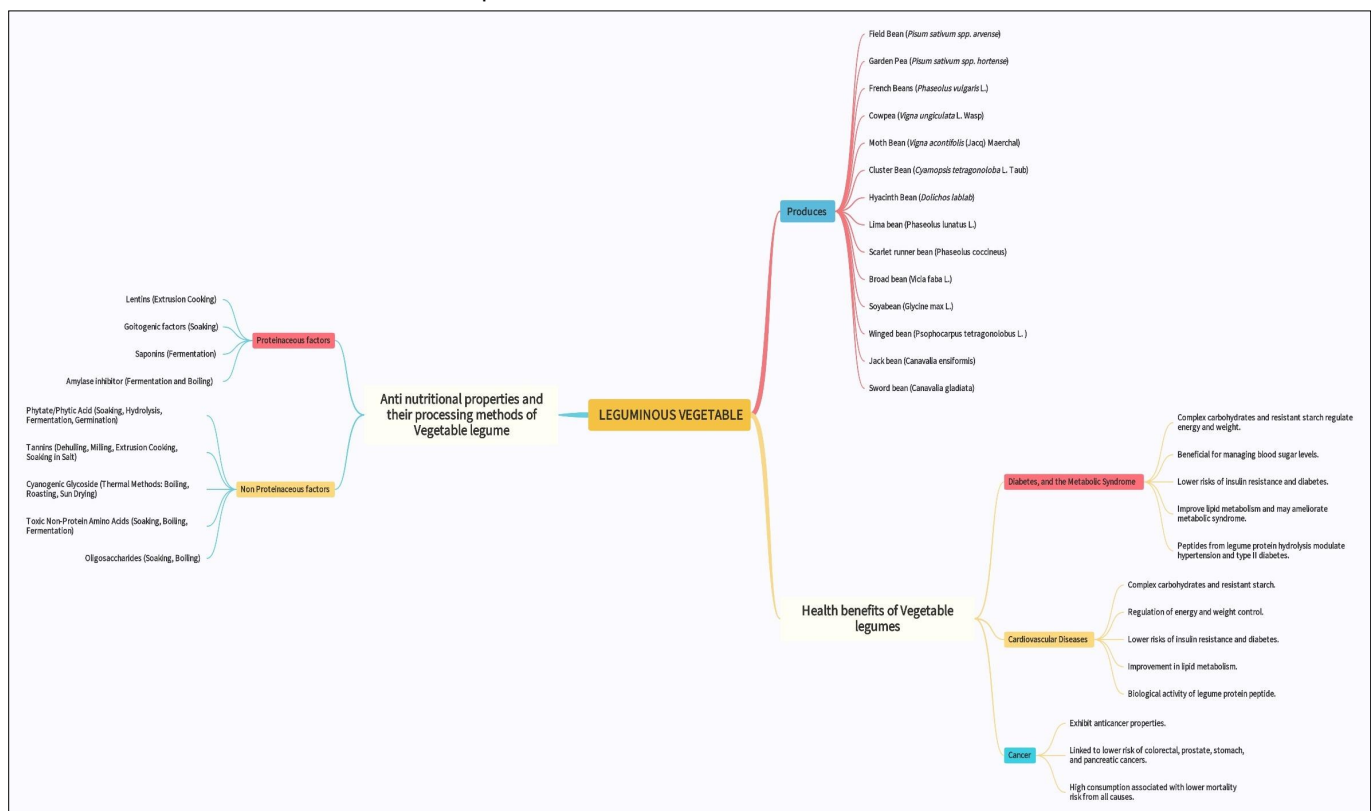 LEGUMINOUS VEGETABLE
Produces
Field Bean (Pisum sativum spp. arvense)
Garden Pea (Pisum sativum spp. hortense)
French Beans (Phaseolus vulgaris L.)
Cowpea (Vigna ungiculata L. Wasp)
Moth Bean (Vigna acontifolis (Jacq) Maerchal)
Cluster Bean (Cyamopsis tetragonoloba L. Taub)
Hyacinth Bean (Dolichos lablab)
Lima bean (Phaseolus lunatus L.)
Scarlet runner bean (Phaseolus coccineus)
Broad bean (Vicia faba L.)
Soyabean (Glycine max L.)
Winged bean (Psophocarpus tetragonolobus L. )
Jack bean (Canavalia ensiformis)
Sword bean (Canavalia gladiata)
Health benefits of Vegetable
legumes
Diabetes, and the Metabolic Syndrome
Complex carbohydrates and resistant starch regulate
energy and weight.
Beneficial for managing blood sugar levels.
Lower risks of insulin resistance and diabetes.
Improve lipid metabolism and may ameliorate
metabolic syndrome.
Peptides from legume protein hydrolysis modulate
hypertension and type II diabetes.
Cardiovascular Diseases
Complex carbohydrates and resistant starch.
Regulation of energy and weight control.
Lower risks of insulin resistance and diabetes.
Improvement in lipid metabolism.
Biological activity of legume protein peptide.
Cancer
Exhibit anticancer properties.
Linked to lower risk of colorectal, prostate, stomach,
and pancreatic cancers.
High consumption associated with lower mortality
risk from all causes.
Anti nutritional properties and
their processing methods of
Vegetable legume
Proteinaceous factors
Lentins (Extrusion Cooking)
Goitogenic factors (Soaking)
Saponins (Fermentation)
Amylase inhibitor (Fermentation and Boiling)
Non Proteinaceous factors
Phytate/Phytic Acid (Soaking, Hydrolysis,
Fermentation, Germination)
Tannins (Dehulling, Milling, Extrusion Cooking,
Soaking in Salt)
Cyanogenic Glycoside (Thermal Methods: Boiling,
Roasting, Sun Drying)
Toxic Non-Protein Amino Acids (Soaking, Boiling,
Fermentation)
Oligosaccharides (Soaking, Boiling)